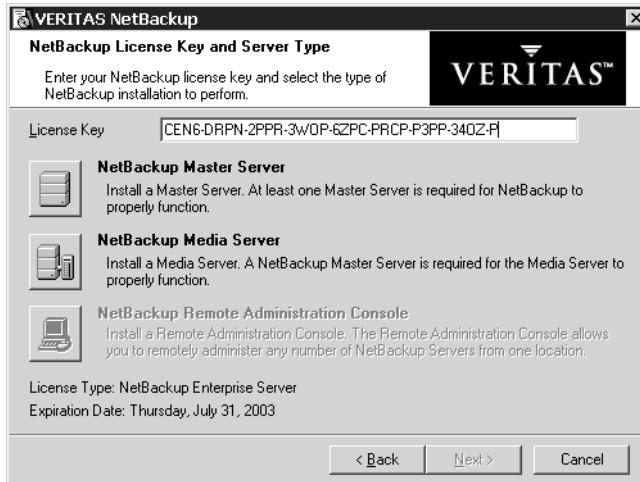 VERITAS NetBackup
NetBackup License Key and Server Type
Enter your NetBackup license key and select the type of
NetBackup installation to perform.
VERITAS™
License Key
CEN6-DRPN-2PPR-3WOP-6ZPC-PRCP-P3PP-34OZ-P
NetBackup Master Server
Install a Master Server. At least one Master Server is required for NetBackup to
properly function.
NetBackup Media Server
Install a Media Server. A NetBackup Master Server is required for the Media Server to
properly function.
NetBackup Remote Administration Console
Install a Remote Administration Console. The Remote Administration Console allows
you to remotely administer any number of NetBackup Servers from one location.
License Type: NetBackup Enterprise Server
Expiration Date: Thursday, July 31, 2003
< Back
Next >
Cancel